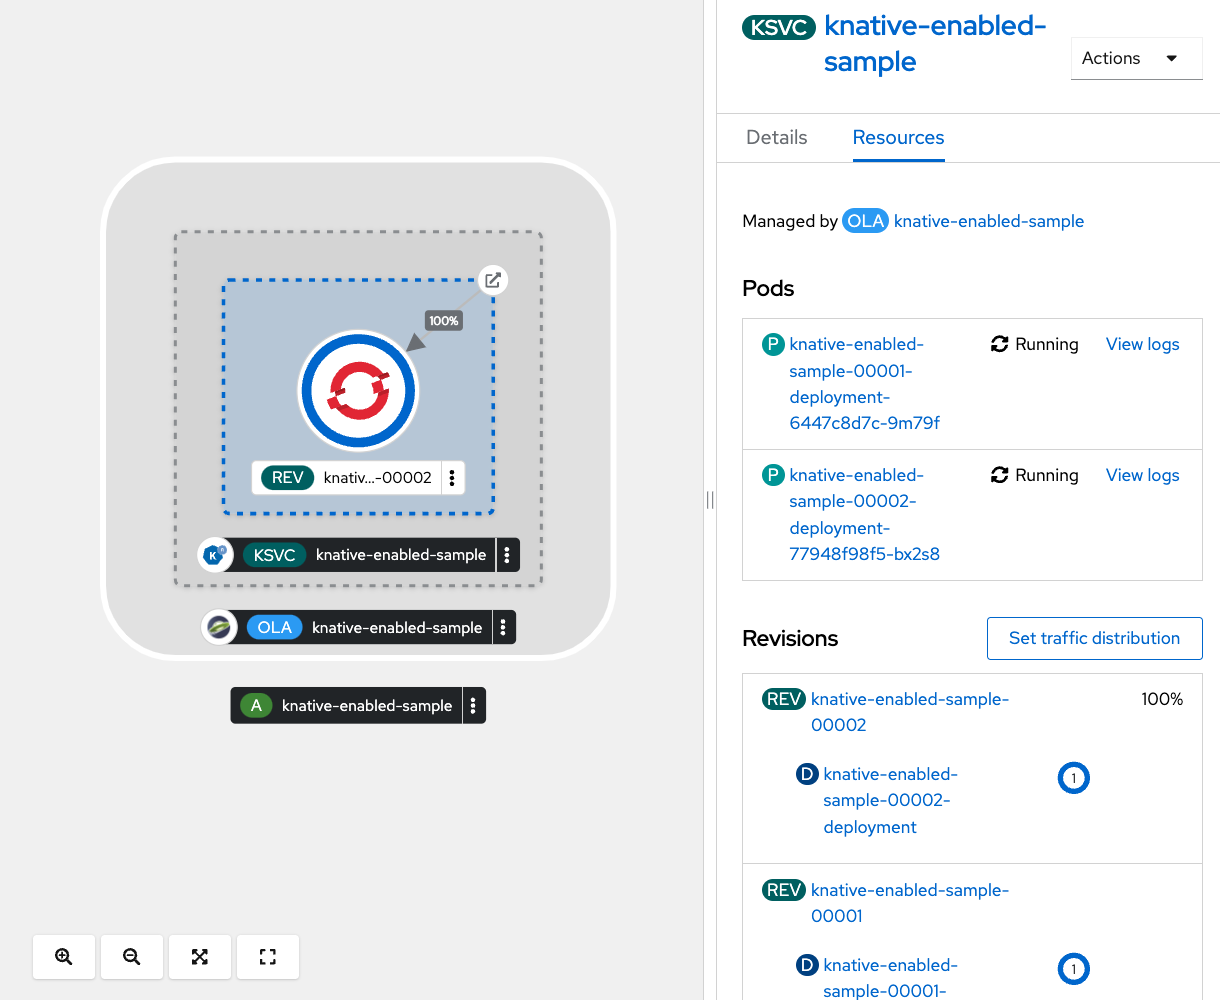 100%
REV knativ...-00002
K
KSVC knative-enabled-sample
OLA knative-enabled-sample
A knative-enabled-sample
KSVC knative-enabled-
sample
Actions
Details Resources
Managed by OLA knative-enabled-sample
Pods
P knative-enabled- Running View logs
sample-00001-
deployment-
6447c8d7c-9m79f
P knative-enabled- Running View logs
sample-00002-
deployment-
77948f98f5-bx2s8
Revisions Set traffic distribution
REV knative-enabled-sample- 100%
00002
D knative-enabled- 1
sample-00002-
deployment
REV knative-enabled-sample-
00001
D knative-enabled- 1
sample-00001-